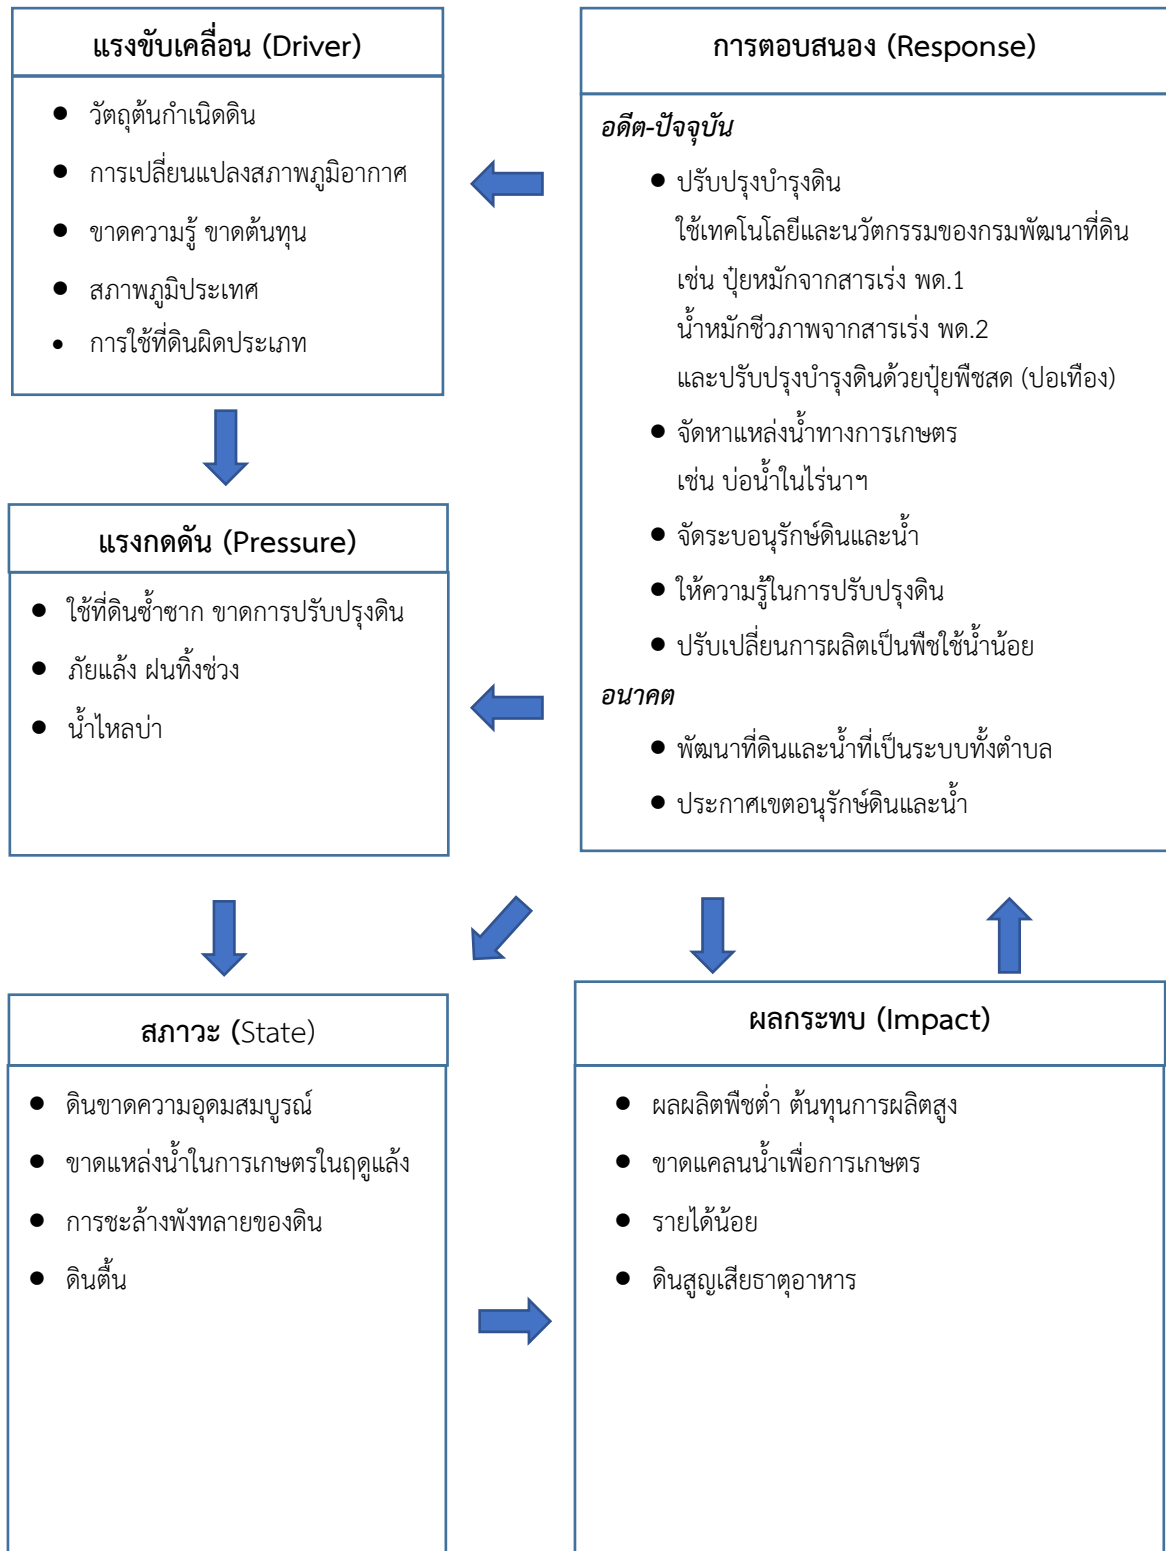 แรงขับเคลื่อน (Driver)
● วัตถุต้นกำเนิดดิน
● การเปลี่ยนแปลงสภาพภูมิอากาศ
● ขาดความรู้ ขาดต้นทุน
● สภาพภูมิประเทศ
● การใช้ที่ดินผิดประเภท
แรงกดดัน (Pressure)
● ใช้ที่ดินซ้ำซาก ขาดการปรับปรุงดิน
● ภัยแล้ง ฝนทิ้งช่วง
● น้ำไหลบ่า
การตอบสนอง (Response)
อดีต-ปัจจุบัน
● ปรับปรุงบำรุงดิน
ใช้เทคโนโลยีและนวัตกรรมของกรมพัฒนาที่ดิน
เช่น ปุ๋ยหมักจากสารเร่ง พด.1
น้ำหมักชีวภาพจากสารเร่ง พด.2
และปรับปรุงบำรุงดินด้วยปุ๋ยพืชสด (ปอเทือง)
● จัดหาแหล่งน้ำทางการเกษตร
เช่น บ่อน้ำในไร่นาฯ
● จัดระบอนุรักษ์ดินและน้ำ
● ให้ความรู้ในการปรับปรุงดิน
● ปรับเปลี่ยนการผลิตเป็นพืชใช้น้ำน้อย
อนาคต
● พัฒนาที่ดินและน้ำที่เป็นระบบทั้งตำบล
● ประกาศเขตอนุรักษ์ดินและน้ำ
สภาวะ (State)
● ดินขาดความอุดมสมบูรณ์
● ขาดแหล่งน้ำในการเกษตรในฤดูแล้ง
● การชะล้างพังทลายของดิน
● ดินตื้น
ผลกระทบ (Impact)
● ผลผลิตพืชต่ำ ต้นทุนการผลิตสูง
● ขาดแคลนน้ำเพื่อการเกษตร
● รายได้น้อย
● ดินสูญเสียธาตุอาหาร